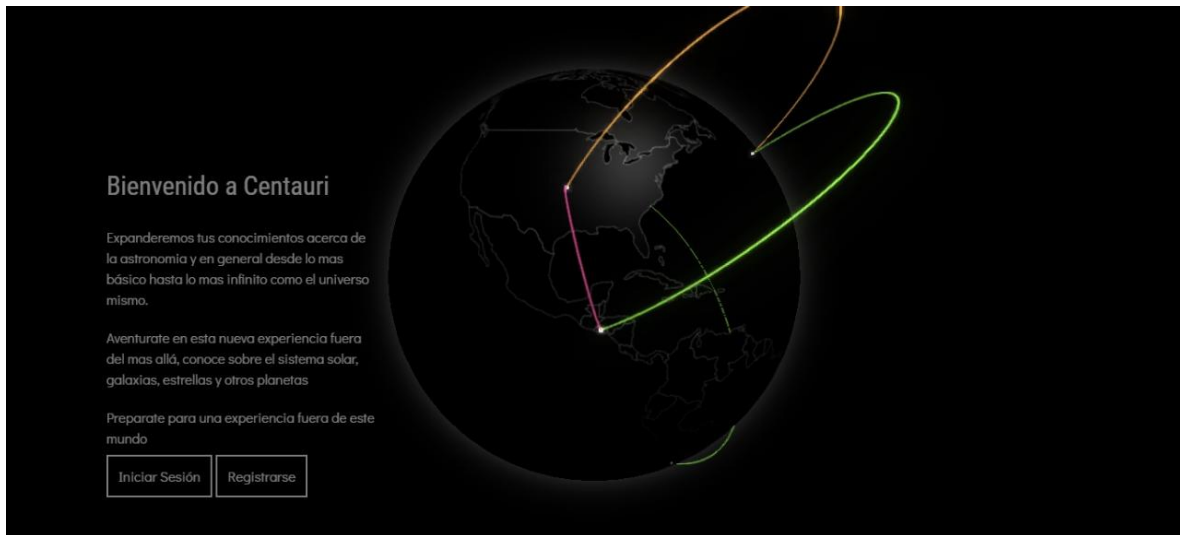 Bienvenido a Centauri
Expanderemos tus conocimientos acerca de
la astronomia y en general desde lo mas
básico hasta lo mas infinito como el universo
mismo.
Aventurate en esta nueva experiencia fuera
del mas allá, conoce sobre el sistema solar,
galaxias, estrellas y otros planetas
Preparate para una experiencia fuera de este
mundo
Iniciar Sesión Registrarse